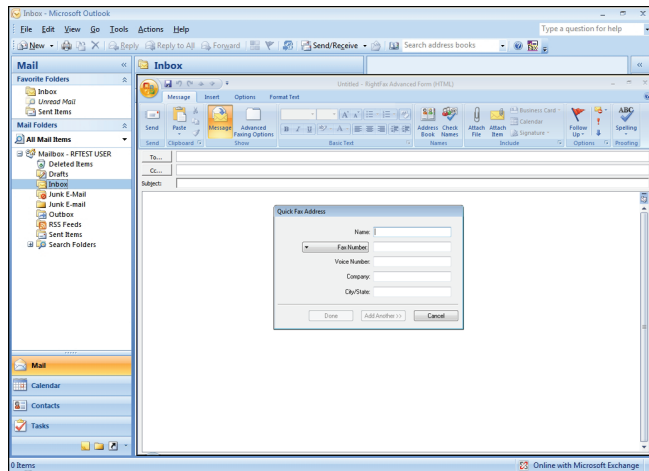 Inbox - Microsoft Outlook
File Edit View Go Tools Actions Help
Type a question for help
New Reply Reply to All Forward Send/Receive Search address books
Mail «
Inbox
«
Favorite Folders
Inbox
Unread Mail
Sent Items
Mail Folders
All Mail Items
Mailbox - RFTEST USER
Deleted Items
Drafts
Inbox
Junk E-Mail
Junk E-mail
Outbox
RSS Feeds
Sent Items
Search Folders
Mail
Calendar
Contacts
Tasks
Untitled - RightFax Advanced Form (HTML)
Message Insert Options Format Text
Send
Paste
Message
Advanced Faxing Options
Address Book
Check Names
Attach File
Attach Item
Business Card
Calendar
Signature
Follow Up
ABC
Spelling
Send Clipboard Show Basic Text Names Include Options Proofing
To...
Cc...
Subject:
Quick Fax Address
Name:
Fax Number:
Voice Number:
Company:
City/State:
Done Add Another >> Cancel
0 Items
Online with Microsoft Exchange